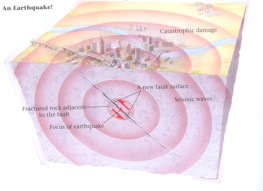 An Earthquake!
Catastrophic damage
A new fault surface
Seismic waves
Fractured rock adjacent
to the fault
Focus of earthquake